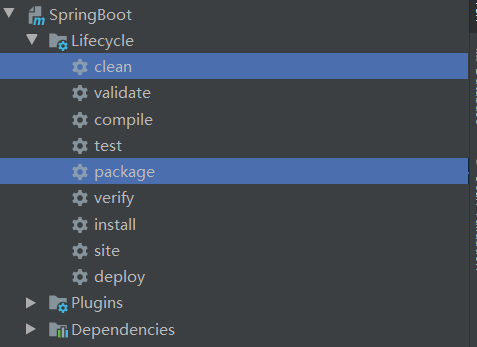 SpringBoot
Lifecycle
clean
validate
compile
test
package
verify
install
site
deploy
Plugins
Dependencies